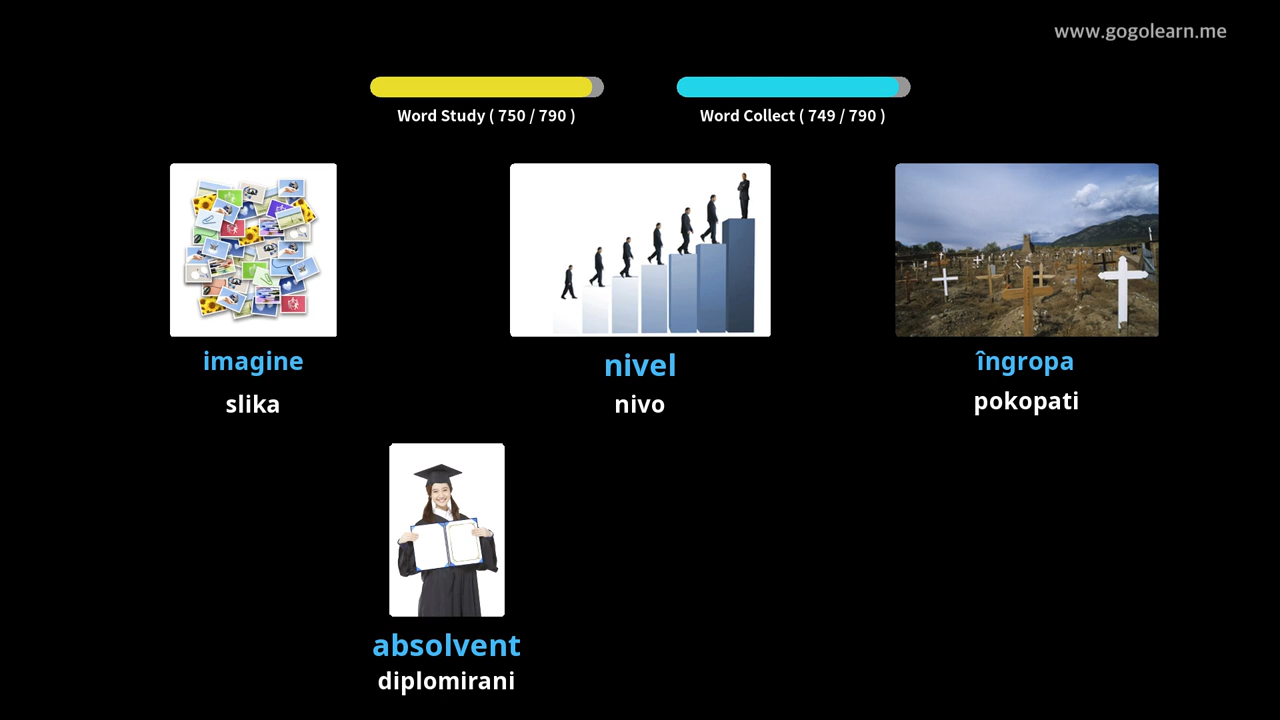 www.gogolearn.me
Word Study ( 750 / 790 )
Word Collect ( 749 / 790 )
imagine
slika
nivel
nivo
îngropa
pokopati
absolvent
diplomirani